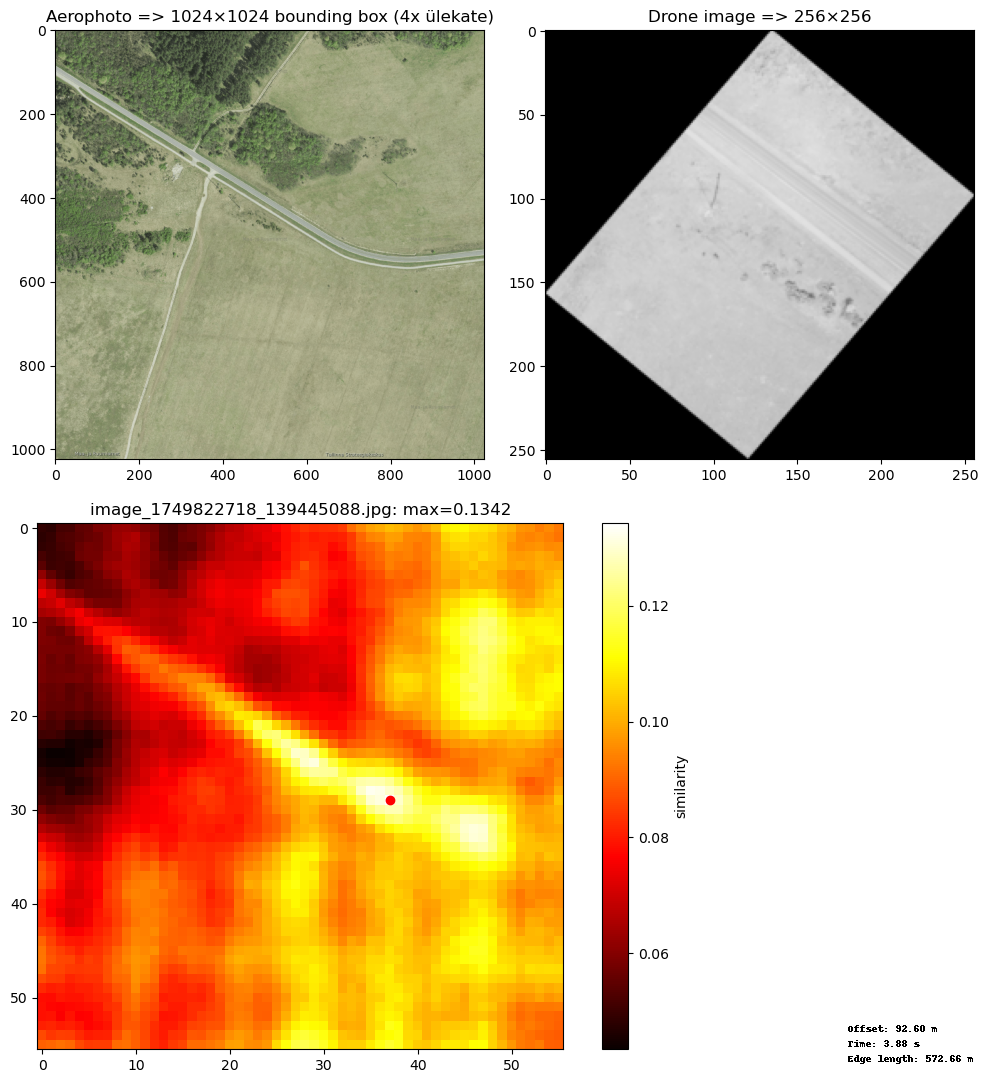 Aerophoto => 1024×1024 bounding box (4x ülekate)
Drone image => 256×256
0
200
400
600
800
1000
0 200 400 600 800 1000
0
50
100
150
200
250
0 50 100 150 200 250
image_1749822718_139445088.jpg: max=0.1342
0
10
20
30
40
50
0 10 20 30 40 50
0.12
0.10
0.08
0.06
similarity
Offset: 92.60 m
Time: 3.88 s
Edge length: 572.66 m